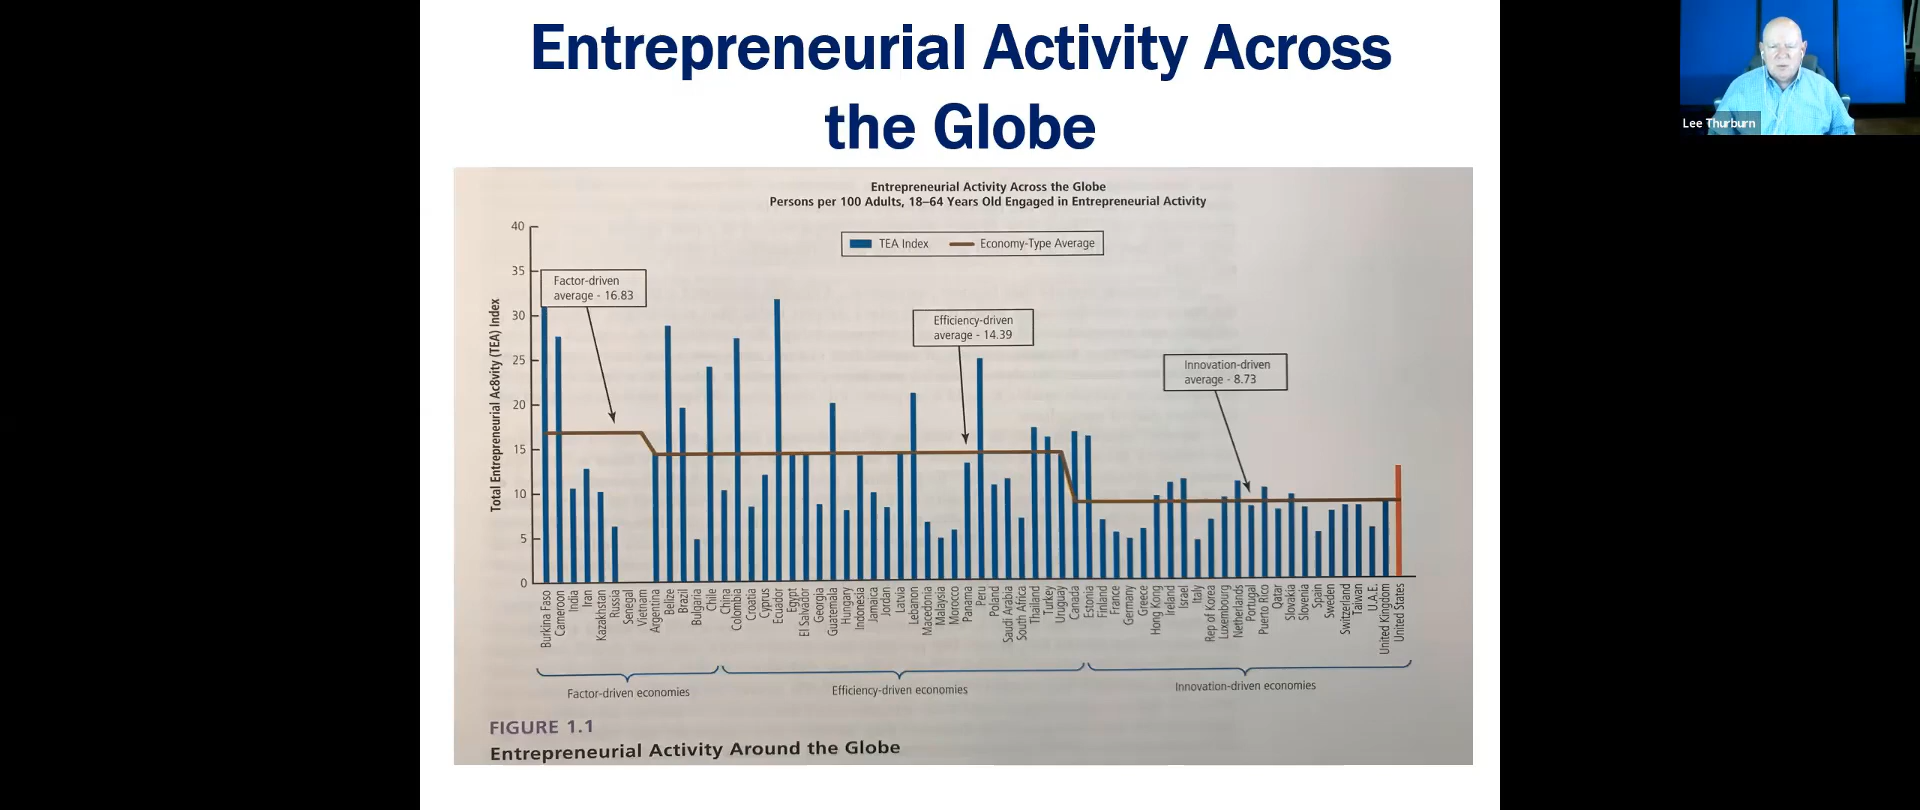 Entrepreneurial Activity Across
the Globe
Lee Thurburn
Entrepreneurial Activity Across the Globe
Persons per 100 Adults, 18–64 Years Old Engaged in Entrepreneurial Activity
TEA Index
Economy-Type Average
Total Entrepreneurial Ac8vity (TEA) Index
40
35
30
25
20
15
10
5
0
Factor-driven
average - 16.83
Efficiency-driven
average - 14.39
Innovation-driven
average - 8.73
Burkina Faso
Cameroon
India
Iran
Kazakhstan
Russia
Senegal
Vietnam
Argentina
Belize
Brazil
Bulgaria
Chile
China
Colombia
Croatia
Cyprus
Ecuador
Egypt
El Salvador
Georgia
Guatemala
Hungary
Indonesia
Jamaica
Jordan
Latvia
Lebanon
Macedonia
Malaysia
Morocco
Panama
Peru
Poland
Saudi Arabia
South Africa
Thailand
Turkey
Uruguay
Canada
Estonia
Finland
France
Germany
Greece
Hong Kong
Ireland
Israel
Italy
Rep of Korea
Luxembourg
Netherlands
Portugal
Puerto Rico
Qatar
Slovakia
Slovenia
Spain
Sweden
Switzerland
Taiwan
U.A.E.
United Kingdom
United States
Factor-driven economies
Efficiency-driven economies
Innovation-driven economies
FIGURE 1.1
Entrepreneurial Activity Around the Globe